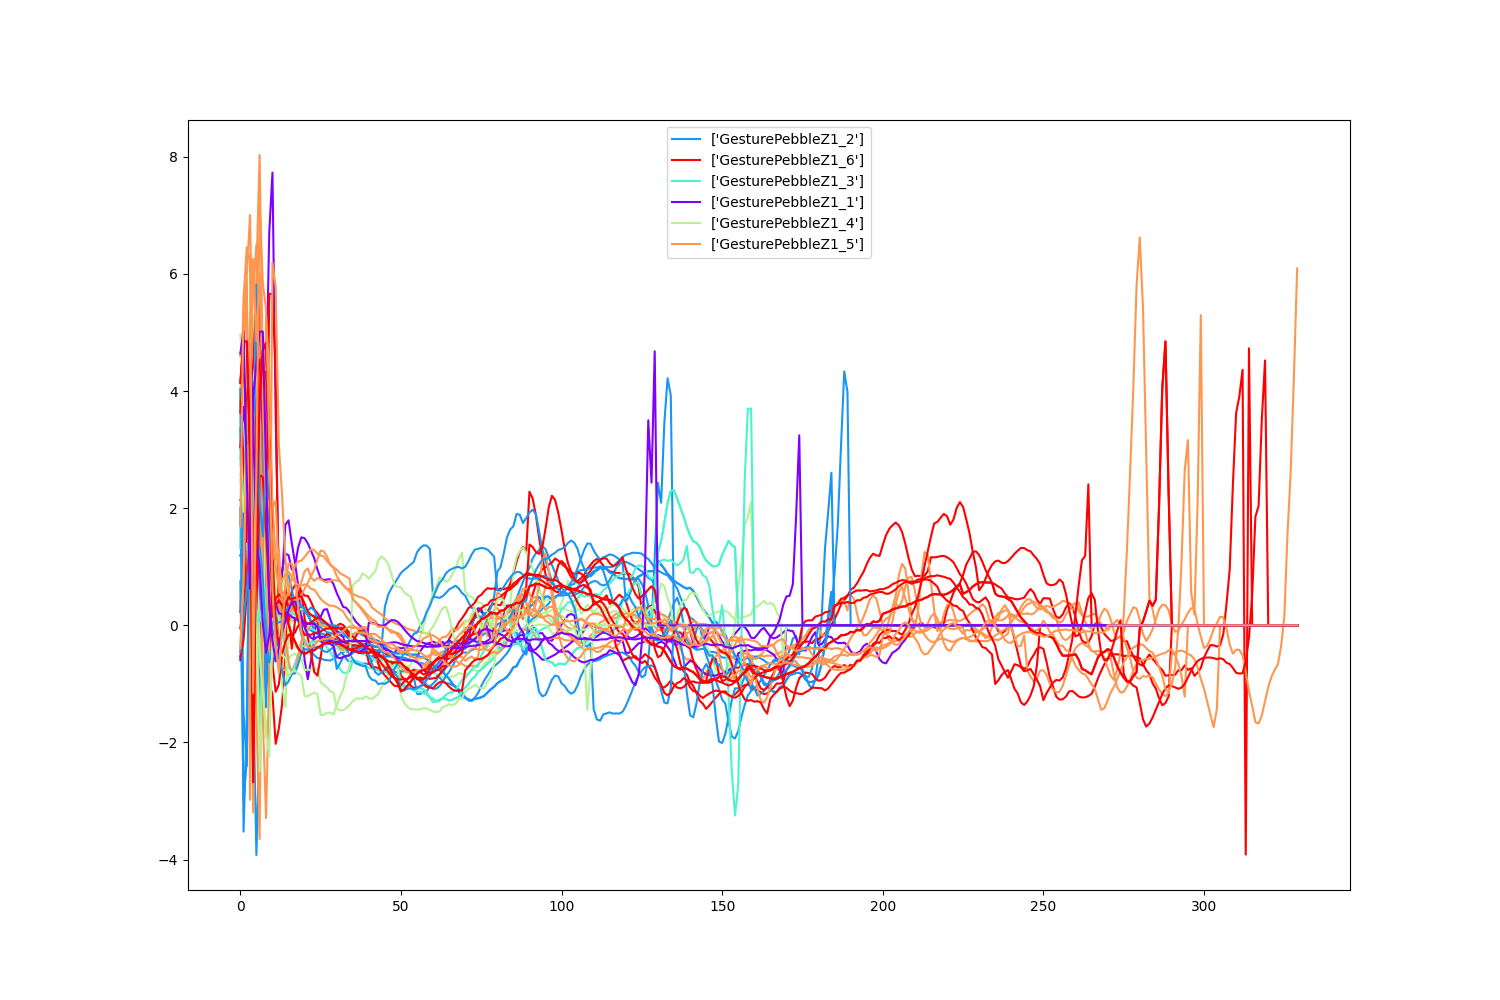 ['GesturePebbleZ1_2']
['GesturePebbleZ1_6']
['GesturePebbleZ1_3']
['GesturePebbleZ1_1']
['GesturePebbleZ1_4']
['GesturePebbleZ1_5']
8
6
4
2
0
−2
−4
0 50 100 150 200 250 300